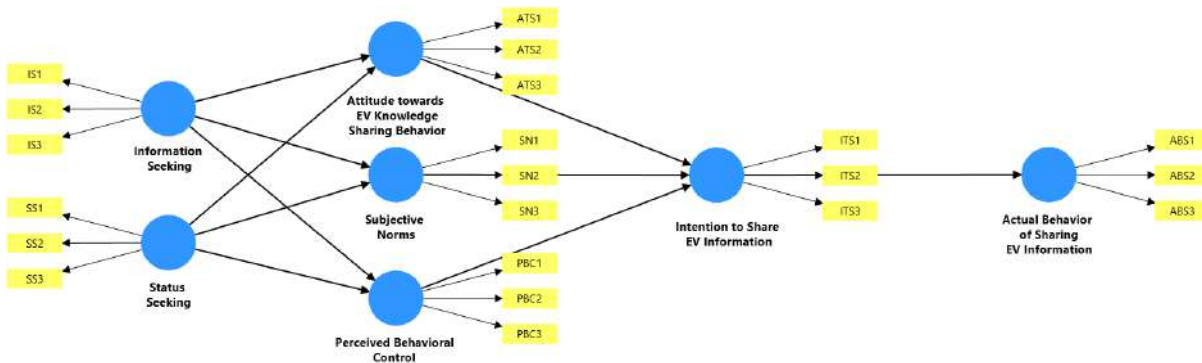 IS1
IS2
IS3
Information
Seeking
SS1
SS2
SS3
Status
Seeking
ATS1
ATS2
ATS3
Attitude towards
EV Knowledge
Sharing Behavior
SN1
SN2
SN3
Subjective
Norms
PBC1
PBC2
PBC3
Perceived Behavioral
Control
Intention to Share
EV Information
ITS1
ITS2
ITS3
Actual Behavior
of Sharing
EV Information
ABS1
ABS2
ABS3